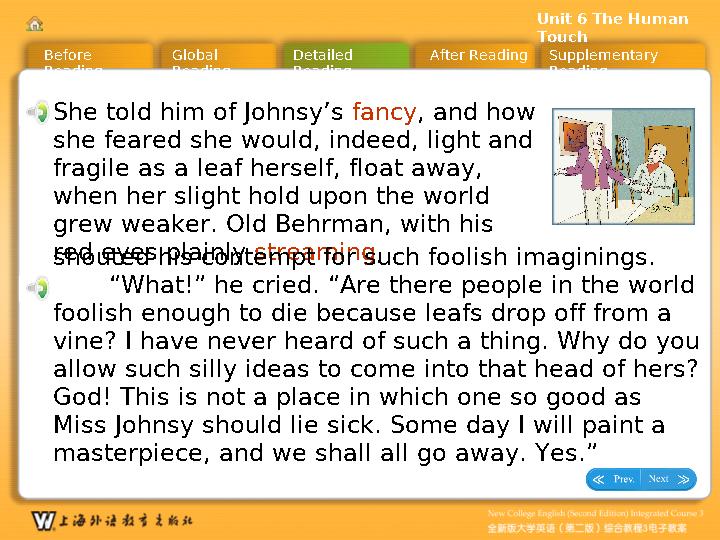 Unit 6 The Human
Touch
Before
Reading
Global
Reading
Detailed
Reading
After Reading
Supplementary
Reading
She told him of Johnsy’s fancy, and how
she feared she would, indeed, light and
fragile as a leaf herself, float away,
when her slight hold upon the world
grew weaker. Old Behrman, with his
red eyes plainly streaming,
shouted his contempt for such foolish imaginings.
“What!” he cried. “Are there people in the world
foolish enough to die because leafs drop off from a
vine? I have never heard of such a thing. Why do you
allow such silly ideas to come into that head of hers?
God! This is not a place in which one so good as
Miss Johnsy should lie sick. Some day I will paint a
masterpiece, and we shall all go away. Yes.”
Prev. Next
W 上海外语教育出版社
New College English (Second Edition) Integrated Course 3
全新版大学英语（第二版）综合教程3电子教案